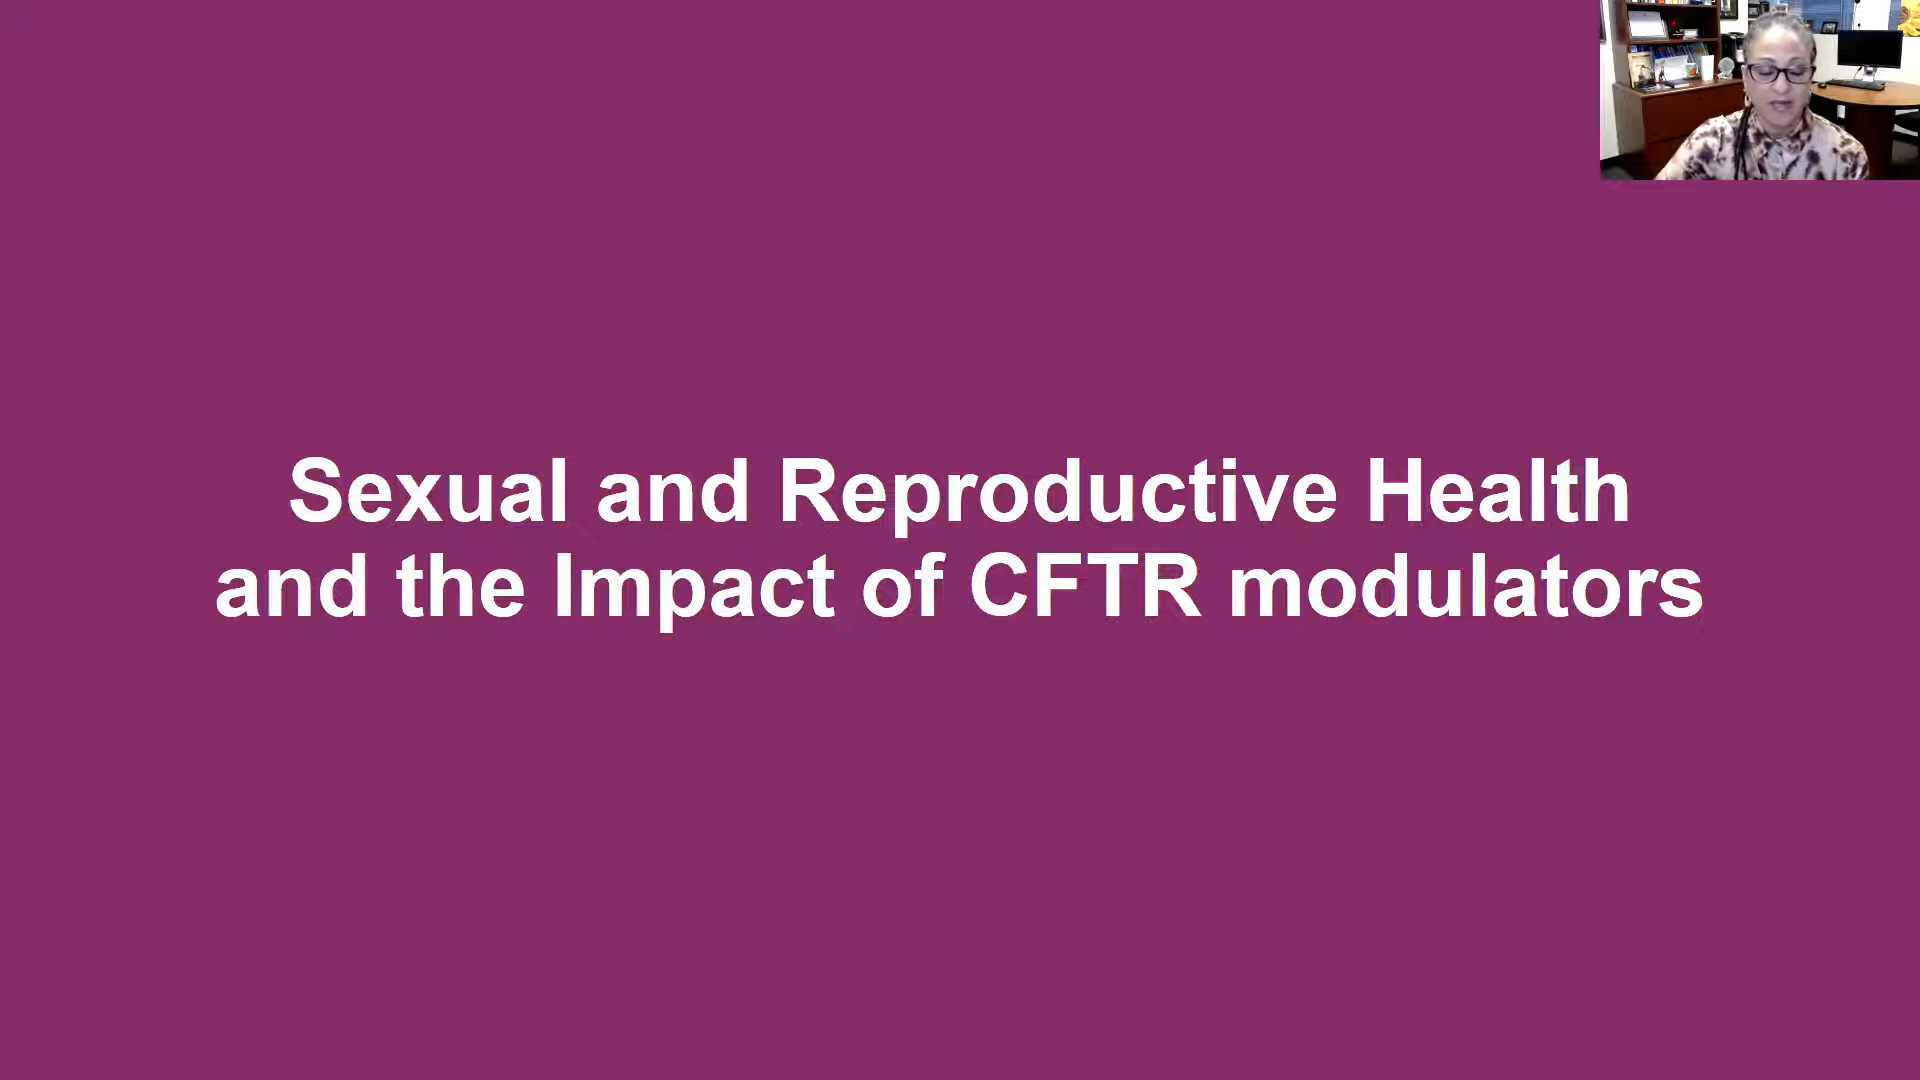 Sexual and Reproductive Health
and the Impact of CFTR modulators